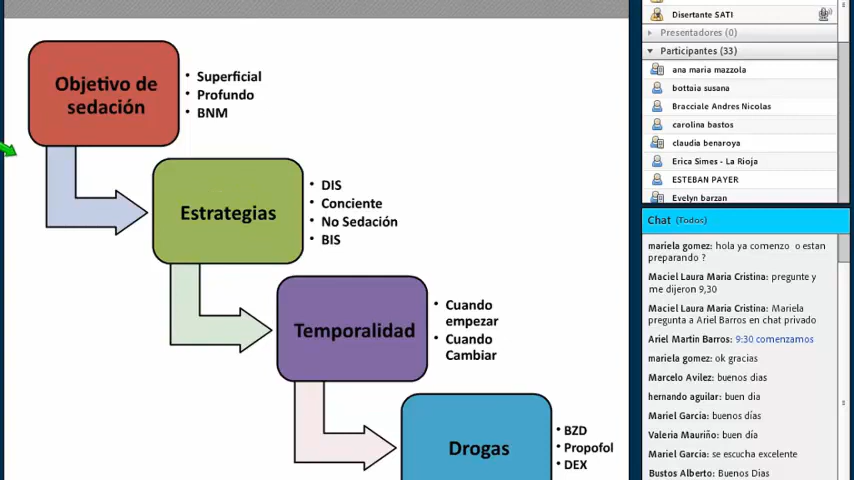 Objetivo de
sedación
• Superficial
• Profundo
• BNM
Estrategias
• DIS
• Conciente
• No Sedación
• BIS
Temporalidad
• Cuando
empezar
• Cuando
Cambiar
Drogas
• BZD
• Propofol
• DEX
Disertante SATI
Presentadores (0)
Participantes (33)
ana maria mazzola
bottaia susana
Bracciale Andres Nicolas
carolina bastos
claudia benaroya
Erica Simes - La Rioja
ESTEBAN PAYER
Evelyn barzan
Chat (Todos)
mariela gomez: hola ya comenzo o estan
preparando ?
Maciel Laura Maria Cristina: pregunte y
me dijeron 9,30
Maciel Laura Maria Cristina: Mariela
pregunta a Ariel Barros en chat privado
Ariel Martin Barros: 9:30 comenzamos
mariela gomez: ok gracias
Marcelo Avilez: buenos dias
hernando aguilar: buen dia
Mariel Garcia: buenos días
Valeria Mauriño: buen día
Mariel Garcia: se escucha excelente
Bustos Alberto: Buenos Dias